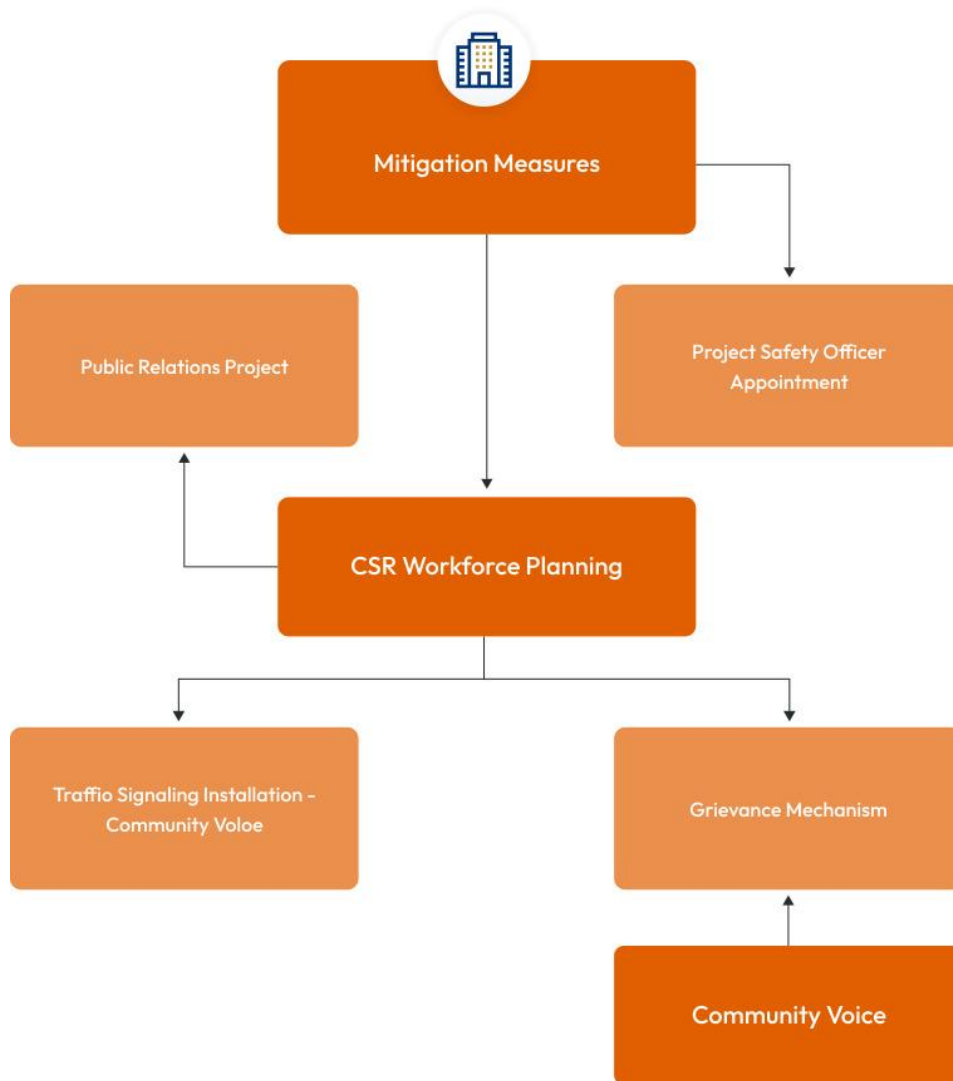 Mitigation Measures
Public Relations Project
Project Safety Officer
Appointment
CSR Workforce Planning
Traffio Signaling Installation -
Community Voloe
Grievance Mechanism
Community Voice